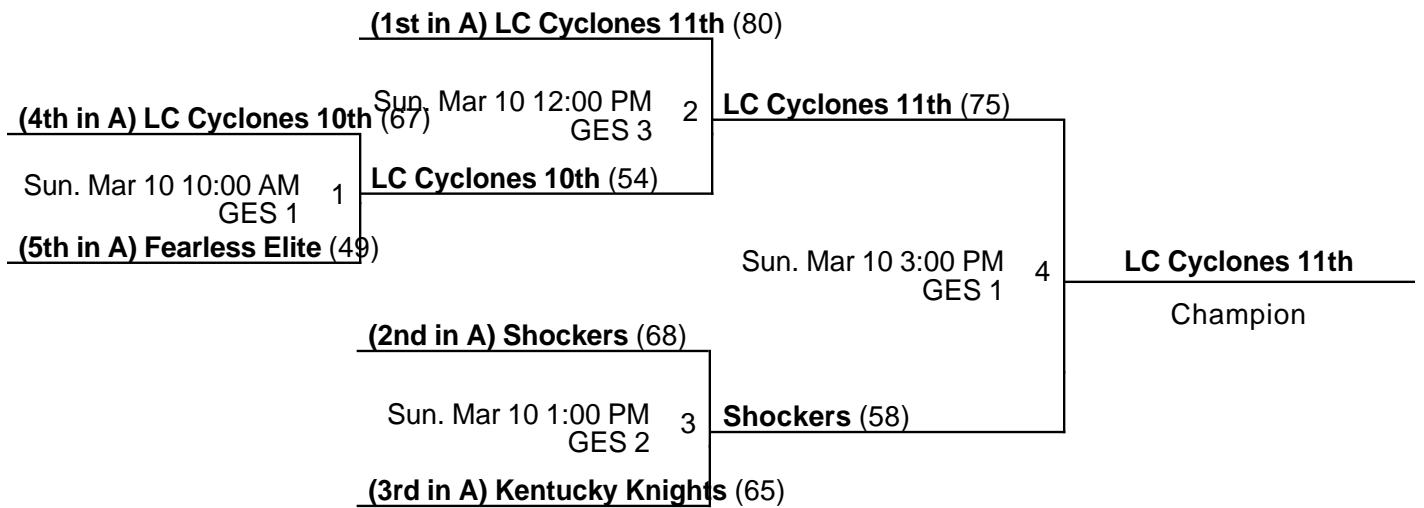 (1st in A) LC Cyclones 11th (80)
Sun. Mar 10 12:00 PM
GES 3
2
LC Cyclones 11th (75)
(4th in A) LC Cyclones 10th (67)
Sun. Mar 10 10:00 AM
GES 1
1
LC Cyclones 10th (54)
(5th in A) Fearless Elite (49)
Sun. Mar 10 3:00 PM
GES 1
4
LC Cyclones 11th
Champion
(2nd in A) Shockers (68)
Sun. Mar 10 1:00 PM
GES 2
3
Shockers (58)
(3rd in A) Kentucky Knights (65)